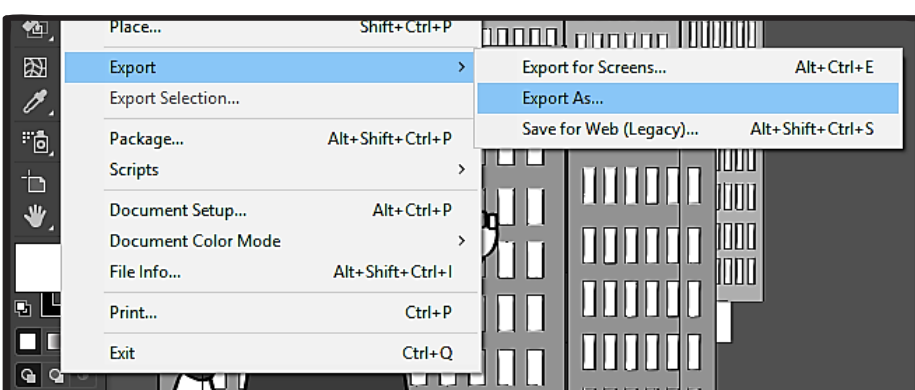 Place... Shift+Ctrl+P
Export >
Export Selection...
Package... Alt+Shift+Ctrl+P
Scripts >
Document Setup... Alt+Ctrl+P
Document Color Mode >
File Info... Alt+Shift+Ctrl+I
Print... Ctrl+P
Exit Ctrl+Q
Export for Screens... Alt+Ctrl+E
Export As...
Save for Web (Legacy)... Alt+Shift+Ctrl+S